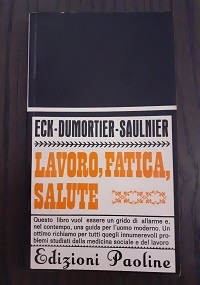 ECK-DUMORTIER-SAULNIER
LAVORO, FATICA,
SALUTE
Questo libro vuol essere un grido di allarme e,
nel contempo, una guida per l'uomo moderno. Un
ottimo richiamo per tutti quegli innumerevoli pro-
blemi studiati dalla medicina sociale e del lavoro
Edizioni Paoline